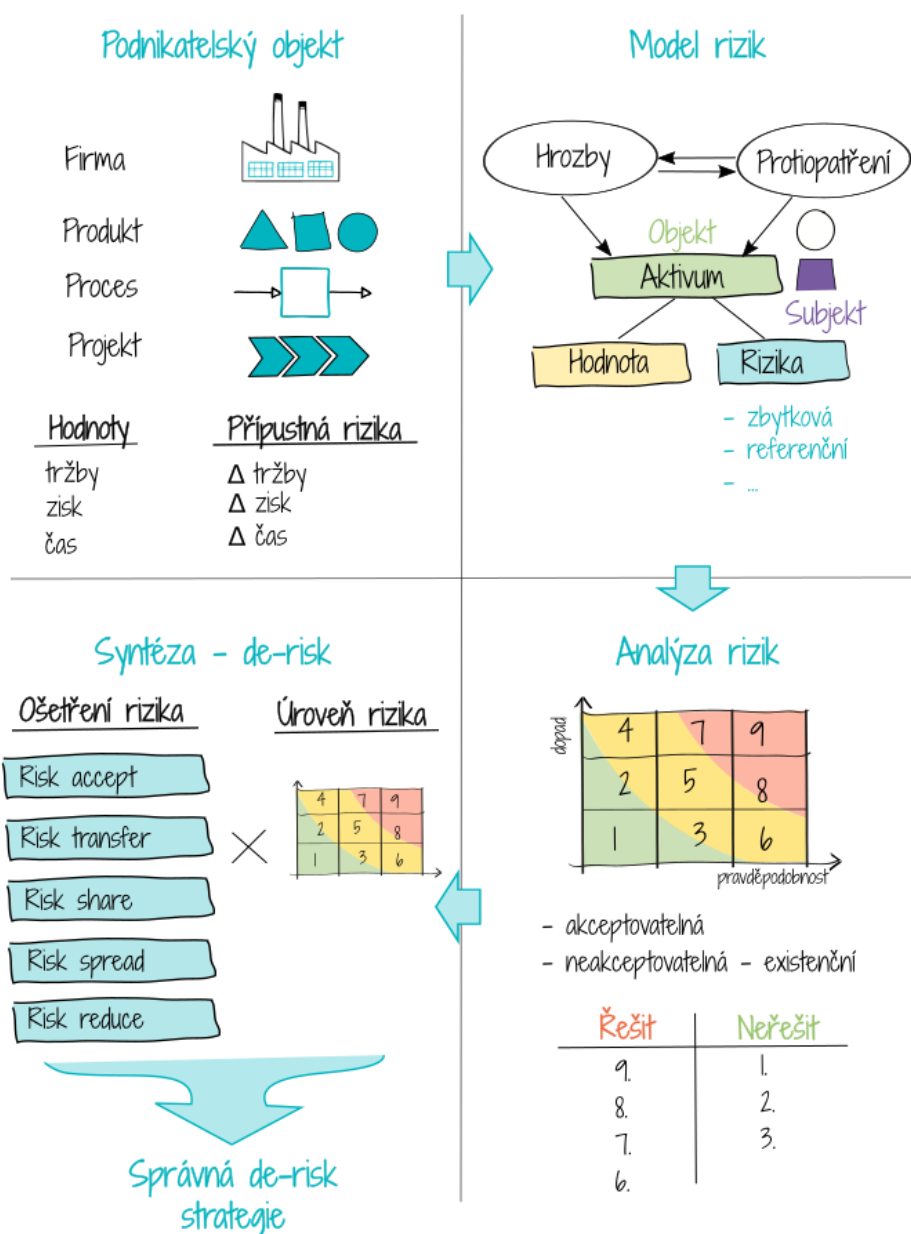 Podnikatelský objekt
Firma
Produkt
Proces
Projekt
Hodnoty
Přípustná rizika
tržby
Δ tržby
zisk
Δ zisk
čas
Δ čas
Model rizik
Hrozby
Protiopatření
Objekt
Aktivum
Subjekt
Hodnota
Rizika
- zbytková
- referenční
- ...
Analýza rizik
dopad
4 7 9
2 5 8
1 3 6
pravděpodobnost
- akceptovatelná
- neakceptovatelná - existenční
Řešit
Neřešit
9. 1.
8. 2.
7. 3.
6.
Syntéza - de-risk
Ošetření rizika
Úroveň rizika
Risk accept
Risk transfer
Risk share
Risk spread
Risk reduce
4 7 9
2 5 8
1 3 6
Správná de-risk
strategie